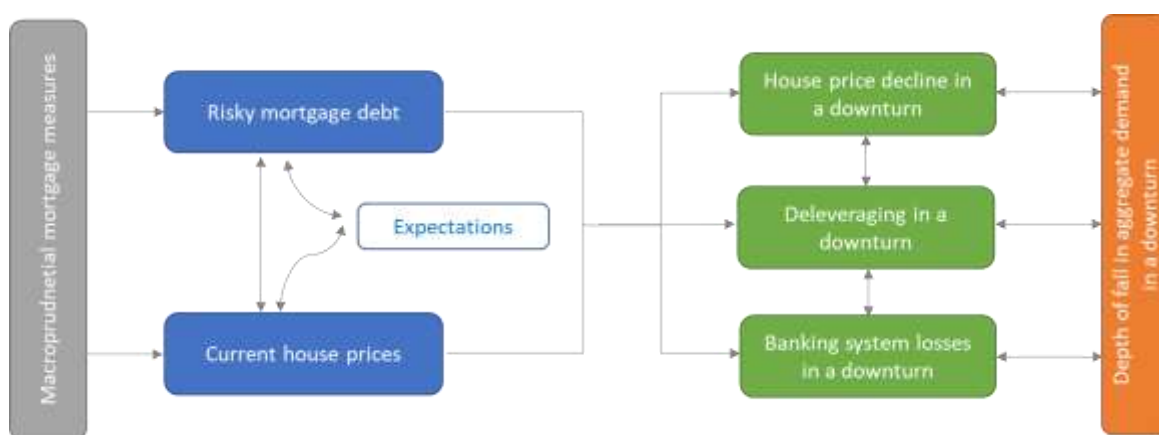 Macroprudnetial mortgage measures
Risky mortgage debt
Expectations
Current house prices
House price decline in
a downturn
Deleveraging in a
downturn
Banking system losses
in a downturn
Depth of fall in aggregate demand
in a downturn